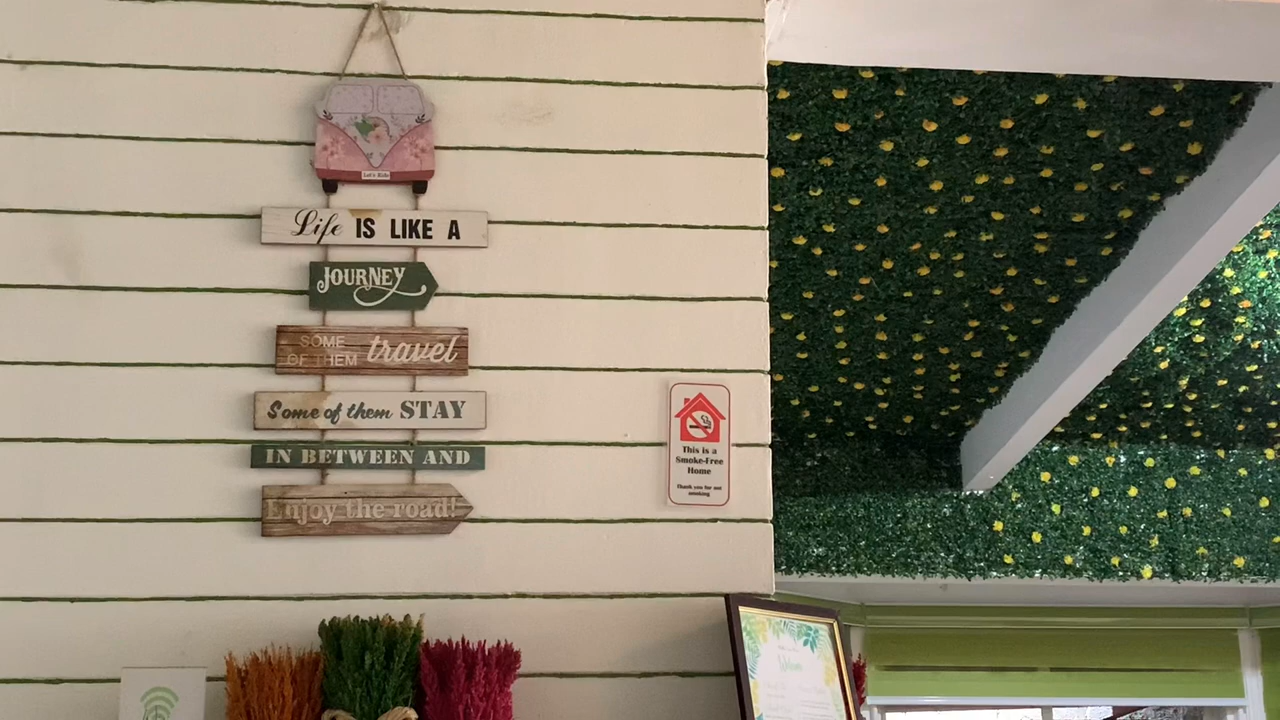 Let's Ride
Life IS LIKE A
JOURNEY
SOME
OF THEM travel
Some of them STAY
IN BETWEEN AND
Enjoy the road!
This is a
Smoke-Free
Home
Thank you for not
smoking